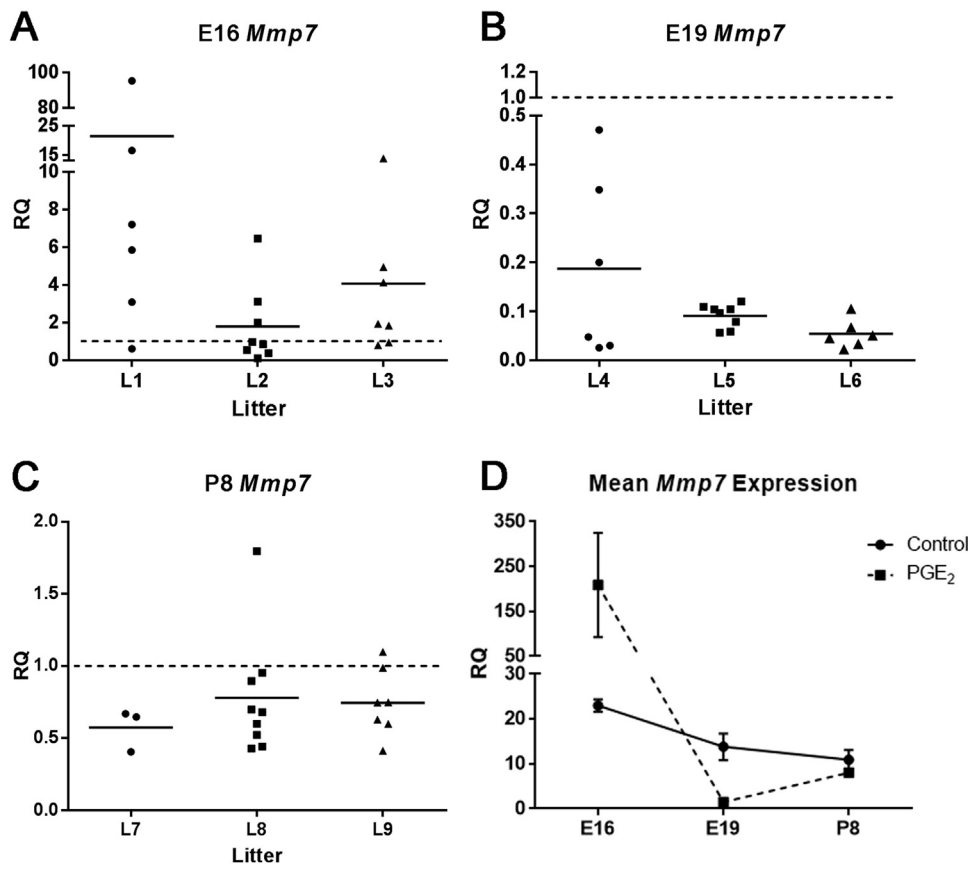 A
E16 Mmp7
100
80
25
15
10
8
6
4
2
0
RQ
L1 L2 L3
Litter
B
E19 Mmp7
1.2
1.0
0.5
0.4
0.3
0.2
0.1
0.0
RQ
L4 L5 L6
Litter
C
P8 Mmp7
2.0
1.5
1.0
0.5
0.0
RQ
L7 L8 L9
Litter
D
Mean Mmp7 Expression
350
250
150
50
30
20
10
0
RQ
E16 E19 P8
Control
PGE₂